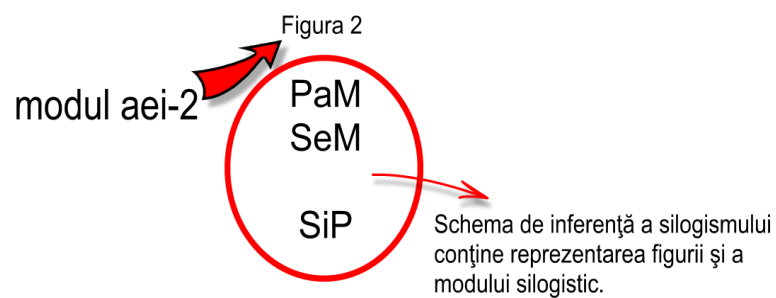 Figura 2
modul aei-2
PaM
SeM
SiP
Schema de inferenţă a silogismului
conţine reprezentarea figurii şi a
modului silogistic.